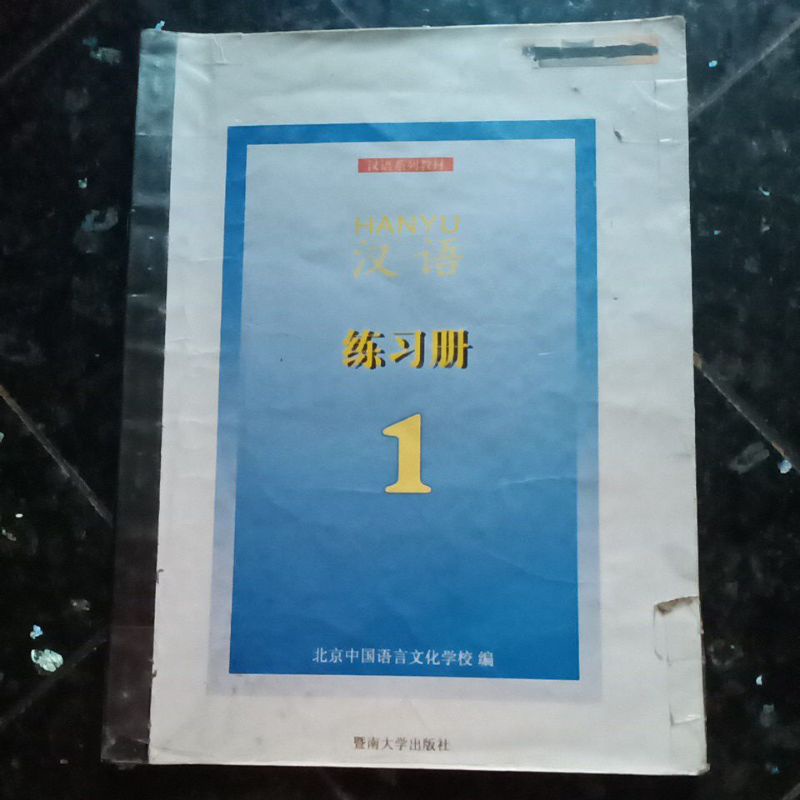 汉语系列教材
HANYU
汉语
练习册
1
北京中国语言文化学校 编
暨南大学出版社